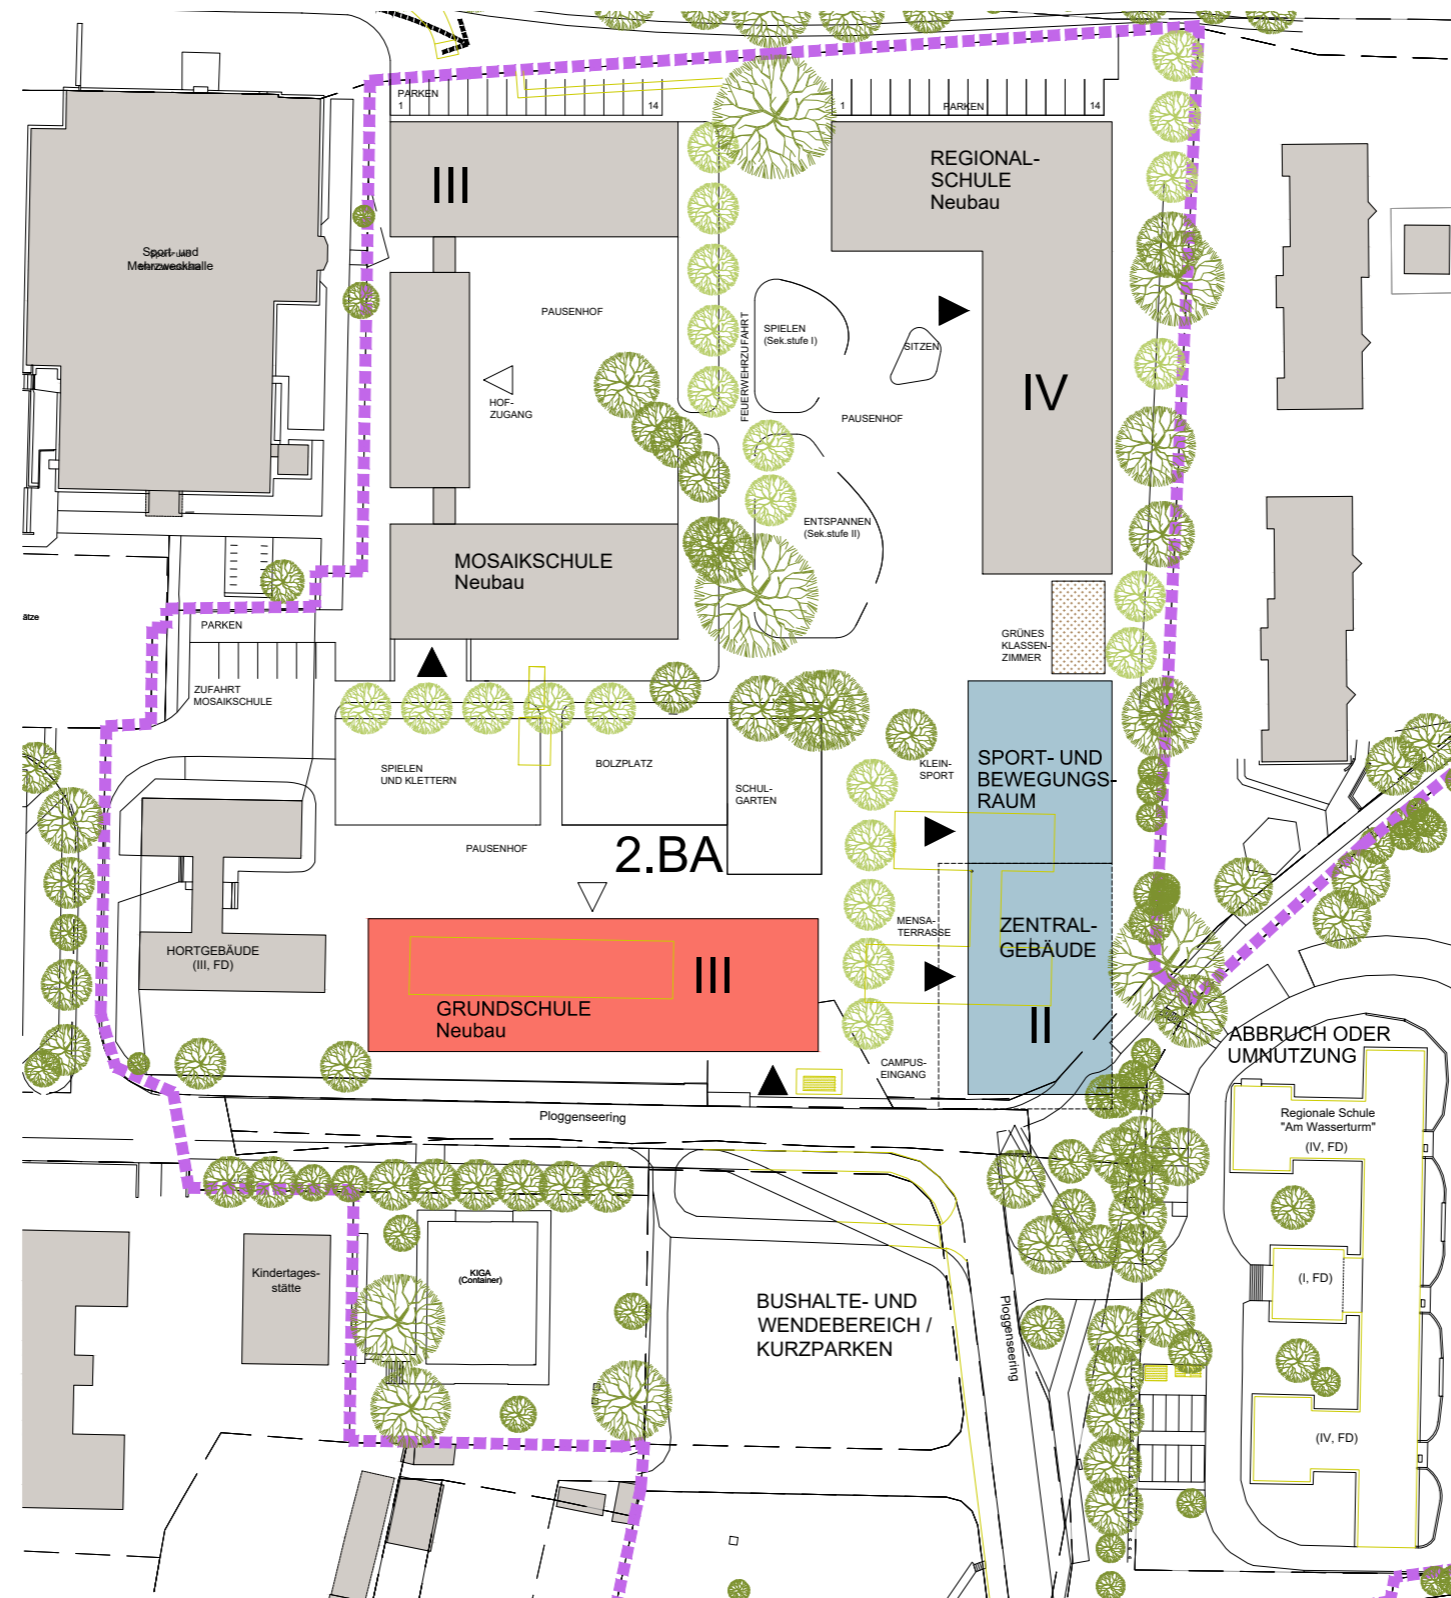 PARKEN
1
14
1
PARKEN
14
III
REGIONAL-
SCHULE
Neubau
Sport- und
Mehrzweckhalle
PAUSENHOF
FEUERWEHRZUFAHRT
SPIELEN
(Sek.stufe I)
SITZEN
HOF-
ZUGANG
IV
PAUSENHOF
ENTSPANNEN
(Sek.stufe II)
MOSAIKSCHULE
Neubau
ätze
PARKEN
GRÜNES
KLASSEN-
ZIMMER
ZUFAHRT
MOSAIKSCHULE
SPIELEN
UND KLETTERN
BOLZPLATZ
SCHUL-
GARTEN
KLEIN-
SPORT
SPORT- UND
BEWEGUNGS-
RAUM
PAUSENHOF
2.BA
MENSA-
TERRASSE
ZENTRAL-
GEBÄUDE
HORTGEBÄUDE
(III, FD)
III
GRUNDSCHULE
Neubau
II
CAMPUS-
EINGANG
ABBRUCH ODER
UMNUTZUNG
Ploggenseering
Regionale Schule
"Am Wasserturm"
(IV, FD)
Kindertages-
stätte
KIGA
(Container)
(I, FD)
BUSHALTE- UND
WENDEBEREICH /
KURZPARKEN
Ploggenseering
(IV, FD)